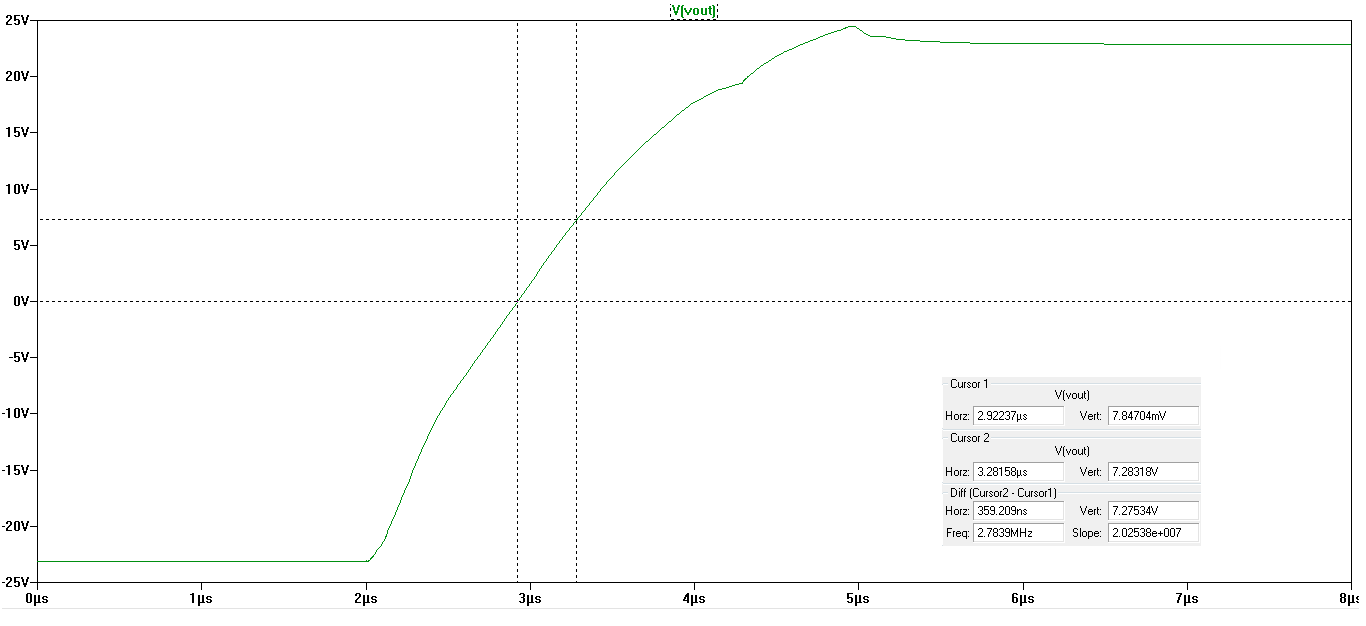 V(vout)
25V
20V
15V
10V
5V
0V
-5V
-10V
-15V
-20V
-25V
0µs 1µs 2µs 3µs 4µs 5µs 6µs 7µs 8µs
Cursor 1
V(vout)
Horz: 2.92237µs Vert: 7.84704mV
Cursor 2
V(vout)
Horz: 3.28158µs Vert: 7.28318V
Diff (Cursor2 - Cursor1)
Horz: 359.209ns Vert: 7.27534V
Freq: 2.7839MHz Slope: 2.02538e+007